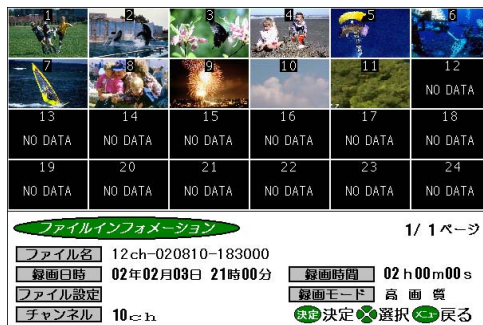 1 2 3 4 5 6
7 8 9 10 11 12
NO DATA
13 14 15 16 17 18
NO DATA NO DATA NO DATA NO DATA NO DATA NO DATA
19 20 21 22 23 24
NO DATA NO DATA NO DATA NO DATA NO DATA NO DATA
ファイルインフォメーション 1/ 1ページ
ファイル名 12ch-020810-183000
録画日時 02年02月03日 21時00分 録画時間 02h00m00s
ファイル設定 録画モード 高画質
チャンネル 10ch 決定 決定 選択 メニュー 戻る